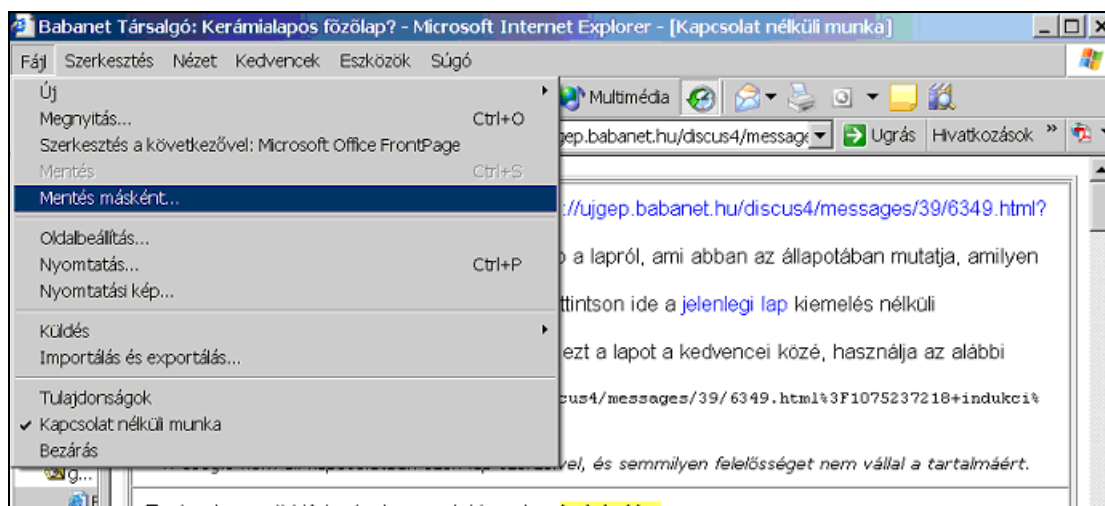 Babanet Társalgó: Kerámialapos fõzõlap? - Microsoft Internet Explorer - [Kapcsolat nélküli munka]
Fájl Szerkesztés Nézet Kedvencek Eszközök Súgó
Új
Multimédia
Megnyitás... Ctrl+O
gep.babanet.hu/discus4/message Ugrás Hivatkozások »
Szerkesztés a következővel: Microsoft Office FrontPage
Mentés Ctrl+S
Mentés másként...
://ujgep.babanet.hu/discus4/messages/39/6349.html?
Oldalbeállítás...
a lapról, ami abban az állapotában mutatja, amilyen
Nyomtatás... Ctrl+P
Nyomtatási kép...
ttintson ide a jelenlegi lap kiemelés nélküli
Küldés
Importálás és exportálás...
ezt a lapot a kedvencei közé, használja az alábbi
Tulajdonságok
cus4/messages/39/6349.html%3F1075237218+indukci%
Kapcsolat nélküli munka
Bezárás
vel, és semmilyen felelősséget nem vállal a tartalmáért.
g...